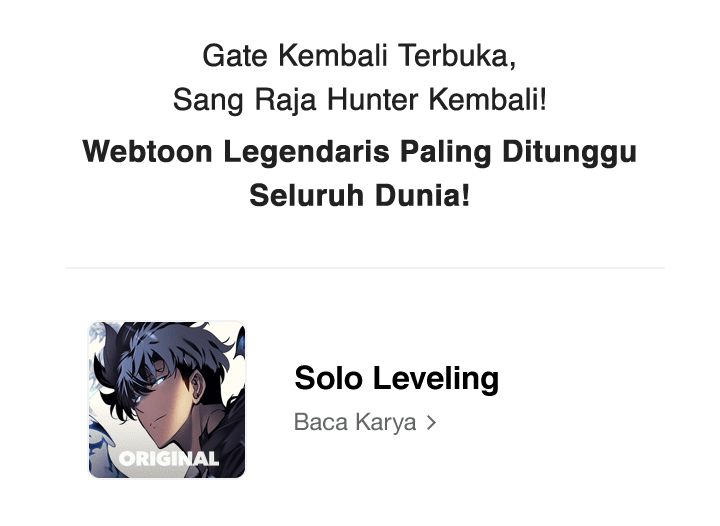 Gate Kembali Terbuka,
Sang Raja Hunter Kembali!
Webtoon Legendaris Paling Ditunggu
Seluruh Dunia!
ORIGINAL
Solo Leveling
Baca Karya >